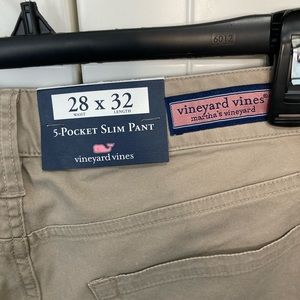 6012
28 x 32
WAIST LENGTH
5-POCKET SLIM PANT
vineyard vines
vineyard vines®
martha's vineyard